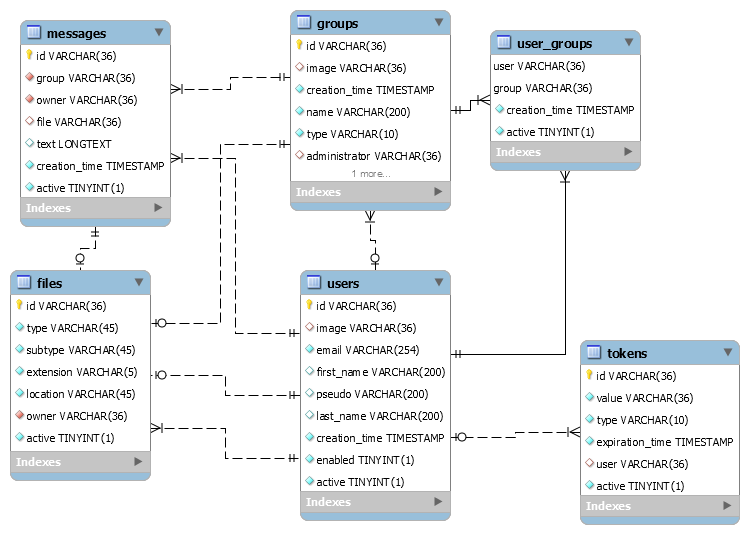 messages
id VARCHAR(36)
group VARCHAR(36)
owner VARCHAR(36)
file VARCHAR(36)
text LONGTEXT
creation_time TIMESTAMP
active TINYINT(1)
Indexes
groups
id VARCHAR(36)
image VARCHAR(36)
creation_time TIMESTAMP
name VARCHAR(200)
type VARCHAR(10)
administrator VARCHAR(36)
1 more...
Indexes
user_groups
user VARCHAR(36)
group VARCHAR(36)
creation_time TIMESTAMP
active TINYINT(1)
Indexes
files
id VARCHAR(36)
type VARCHAR(45)
subtype VARCHAR(45)
extension VARCHAR(5)
location VARCHAR(45)
owner VARCHAR(36)
active TINYINT(1)
Indexes
users
id VARCHAR(36)
image VARCHAR(36)
email VARCHAR(254)
first_name VARCHAR(200)
pseudo VARCHAR(200)
last_name VARCHAR(200)
creation_time TIMESTAMP
enabled TINYINT(1)
active TINYINT(1)
Indexes
tokens
id VARCHAR(36)
value VARCHAR(36)
type VARCHAR(10)
expiration_time TIMESTAMP
user VARCHAR(36)
active TINYINT(1)
Indexes